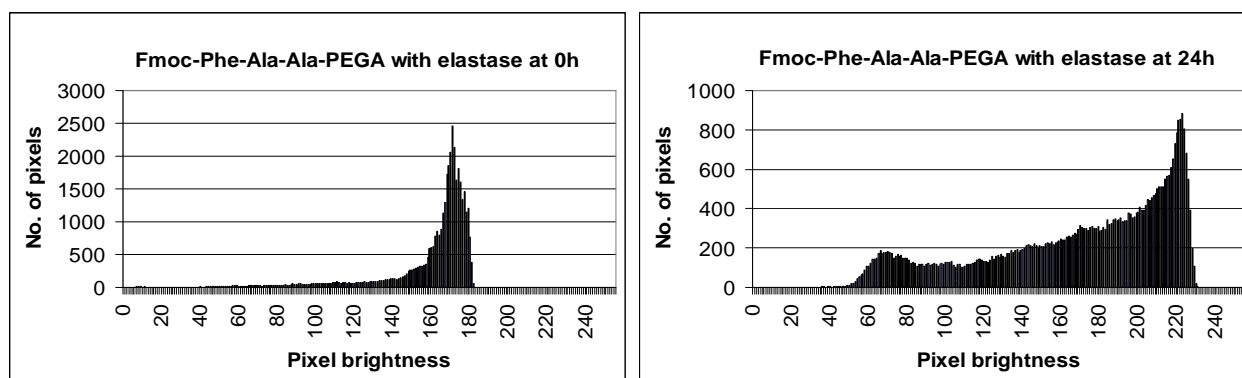 Fmoc-Phe-Ala-Ala-PEGA with elastase at 0h
No. of pixels
3000
2500
2000
1500
1000
500
0
0 20 40 60 80 100 120 140 160 180 200 220 240
Pixel brightness
Fmoc-Phe-Ala-Ala-PEGA with elastase at 24h
No. of pixels
1000
800
600
400
200
0
0 20 40 60 80 100 120 140 160 180 200 220 240
Pixel brightness